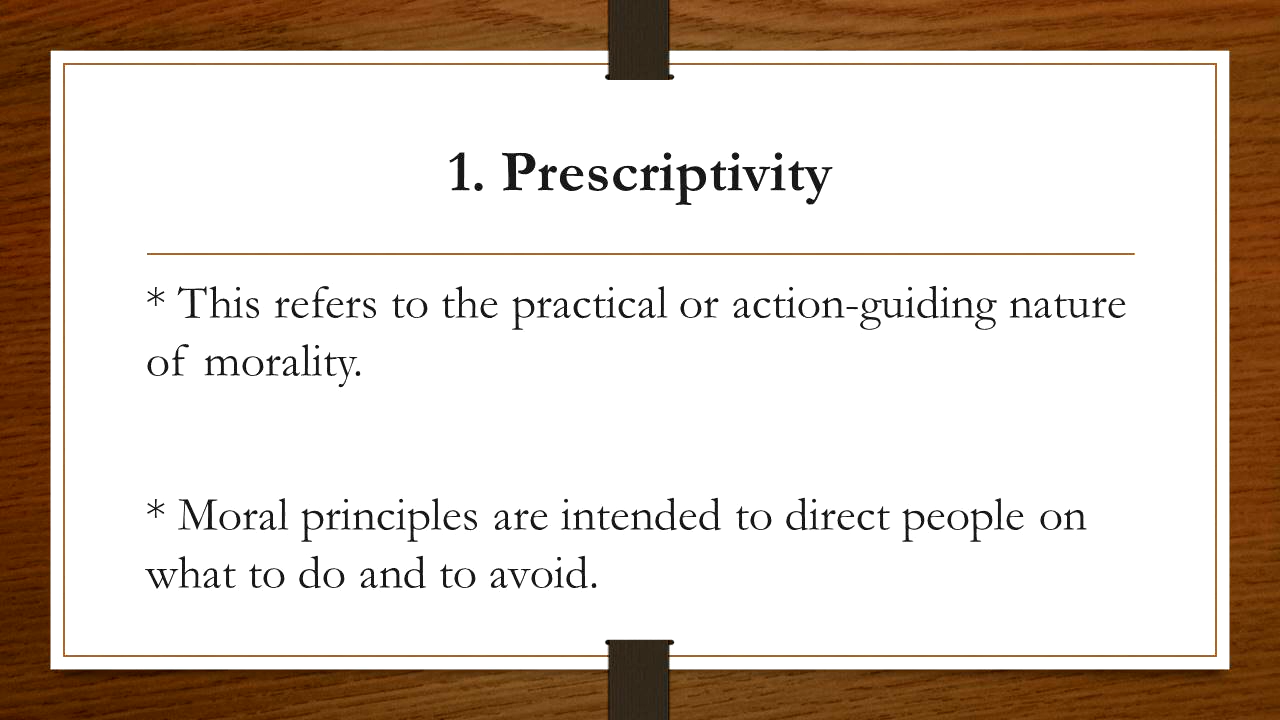 1. Prescriptivity
* This refers to the practical or action-guiding nature
of morality.
* Moral principles are intended to direct people on
what to do and to avoid.